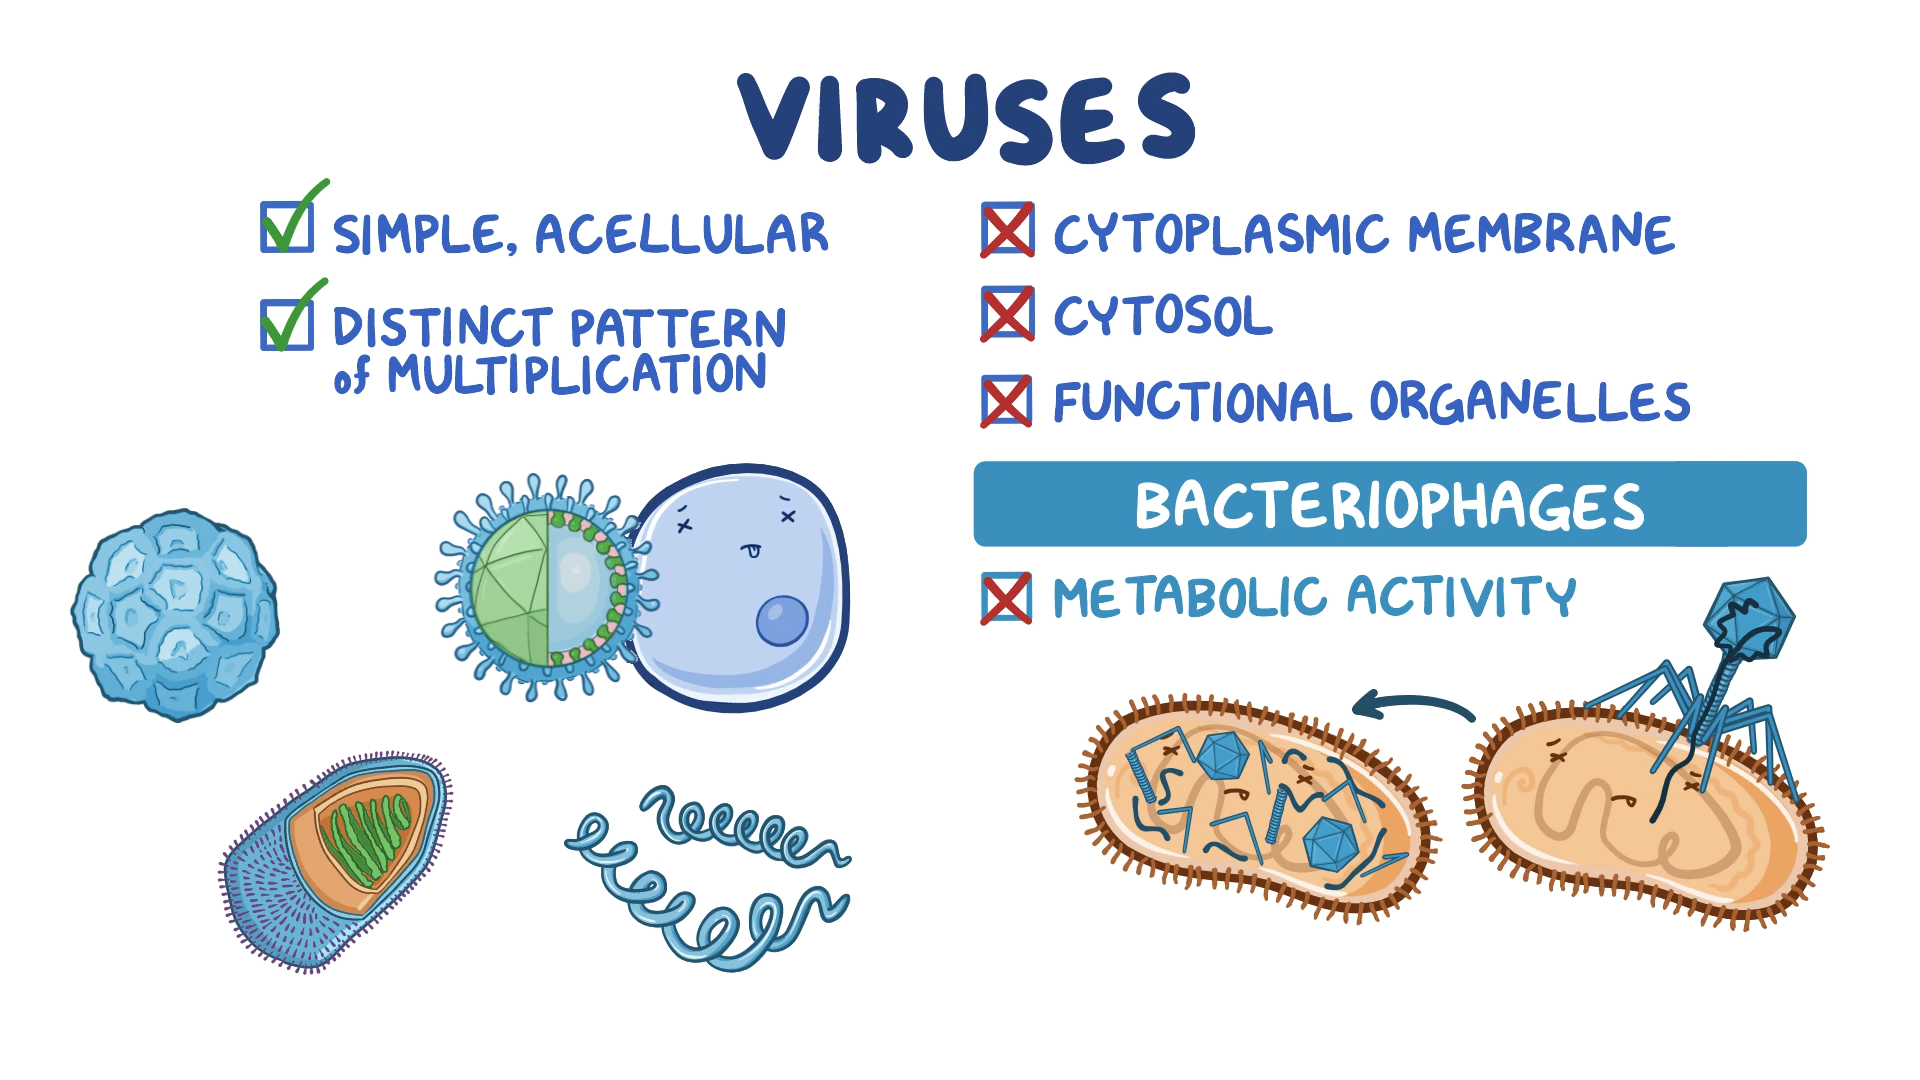 VIRUSES
SIMPLE, ACELLULAR
DISTINCT PATTERN
of MULTIPLICATION
CYTOPLASMIC MEMBRANE
CYTOSOL
FUNCTIONAL ORGANELLES
BACTERIOPHAGES
METABOLIC ACTIVITY